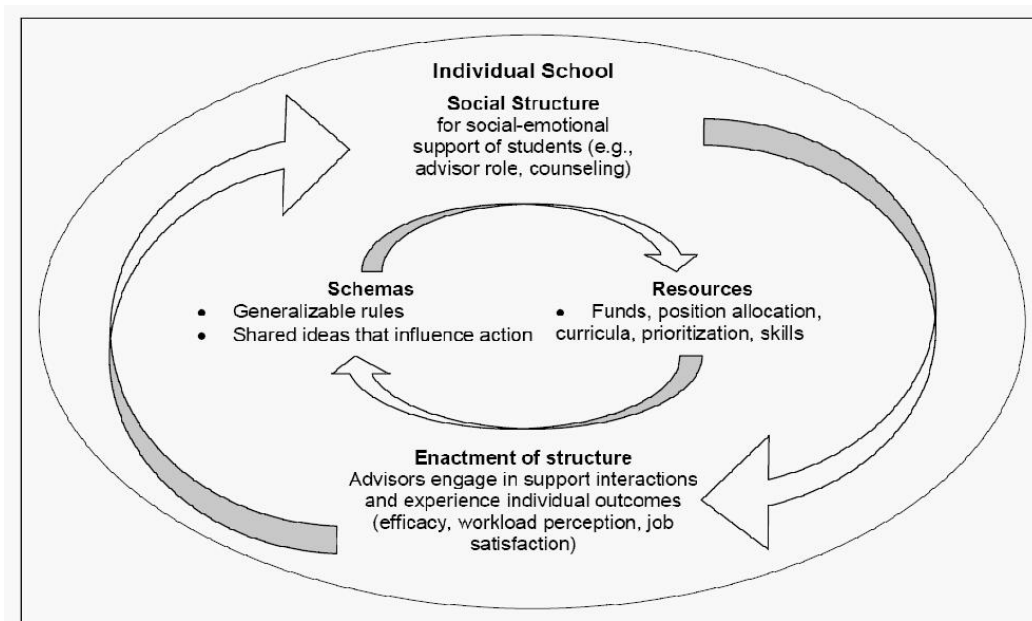 Individual School
Social Structure
for social-emotional
support of students (e.g.,
advisor role, counseling)
Schemas
• Generalizable rules
• Shared ideas that influence action
Resources
• Funds, position allocation,
curricula, prioritization, skills
Enactment of structure
Advisors engage in support interactions
and experience individual outcomes
(efficacy, workload perception, job
satisfaction)